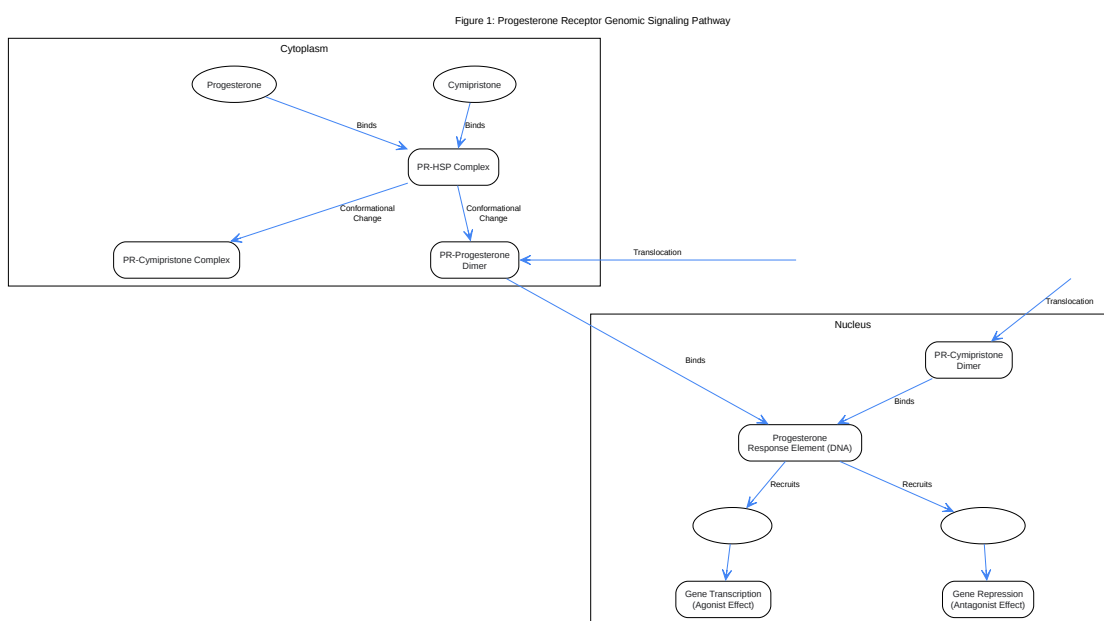 Figure 1: Progesterone Receptor Genomic Signaling Pathway
Cytoplasm
Progesterone
Cymipristone
Binds
Binds
PR-HSP Complex
Conformational
Change
Conformational
Change
PR-Cymipristone Complex
PR-Progesterone
Dimer
Translocation
Translocation
Nucleus
PR-Cymipristone
Dimer
Binds
Binds
Progesterone
Response Element (DNA)
Recruits
Recruits
Gene Transcription
(Agonist Effect)
Gene Repression
(Antagonist Effect)